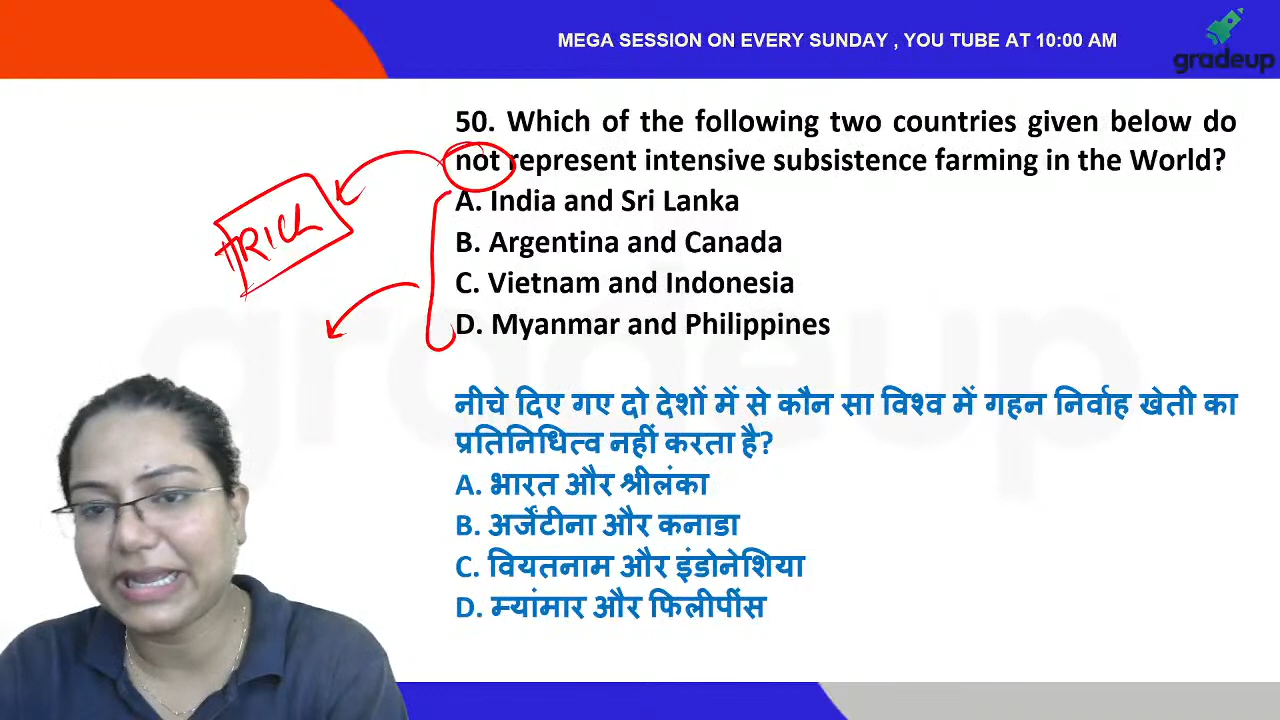 MEGA SESSION ON EVERY SUNDAY , YOU TUBE AT 10:00 AM
gradeup
50. Which of the following two countries given below do
not represent intensive subsistence farming in the World?
TRICK
A. India and Sri Lanka
B. Argentina and Canada
C. Vietnam and Indonesia
D. Myanmar and Philippines
gradeup
नीचे दिए गए दो देशों में से कौन सा विश्व में गहन निर्वाह खेती का
प्रतिनिधित्व नहीं करता है?
A. भारत और श्रीलंका
B. अर्जेंटीना और कनाडा
C. वियतनाम और इंडोनेशिया
D. म्यांमार और फिलीपींस